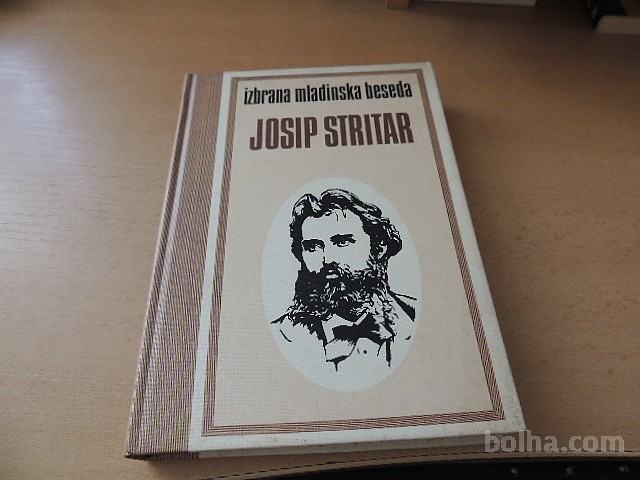 izbrana mladinska beseda
JOSIP STRITAR
bolha.com